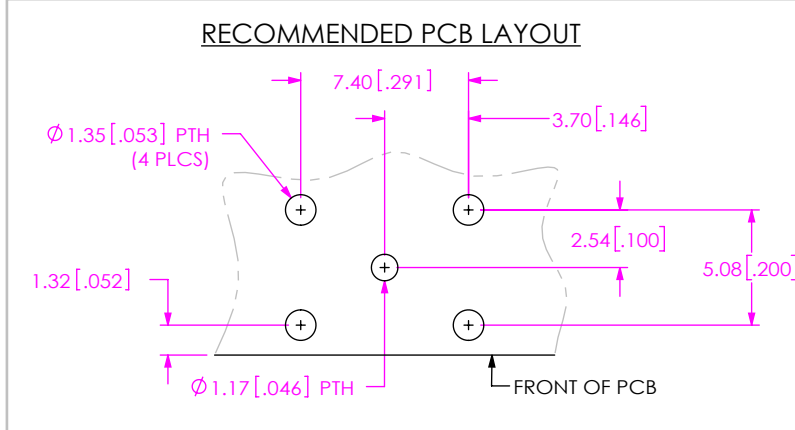 RECOMMENDED PCB LAYOUT
7.40[.291]
3.70[.146]
Ø1.35[.053] PTH
(4 PLCS)
2.54[.100]
5.08[.200]
1.32[.052]
Ø1.17[.046] PTH
FRONT OF PCB